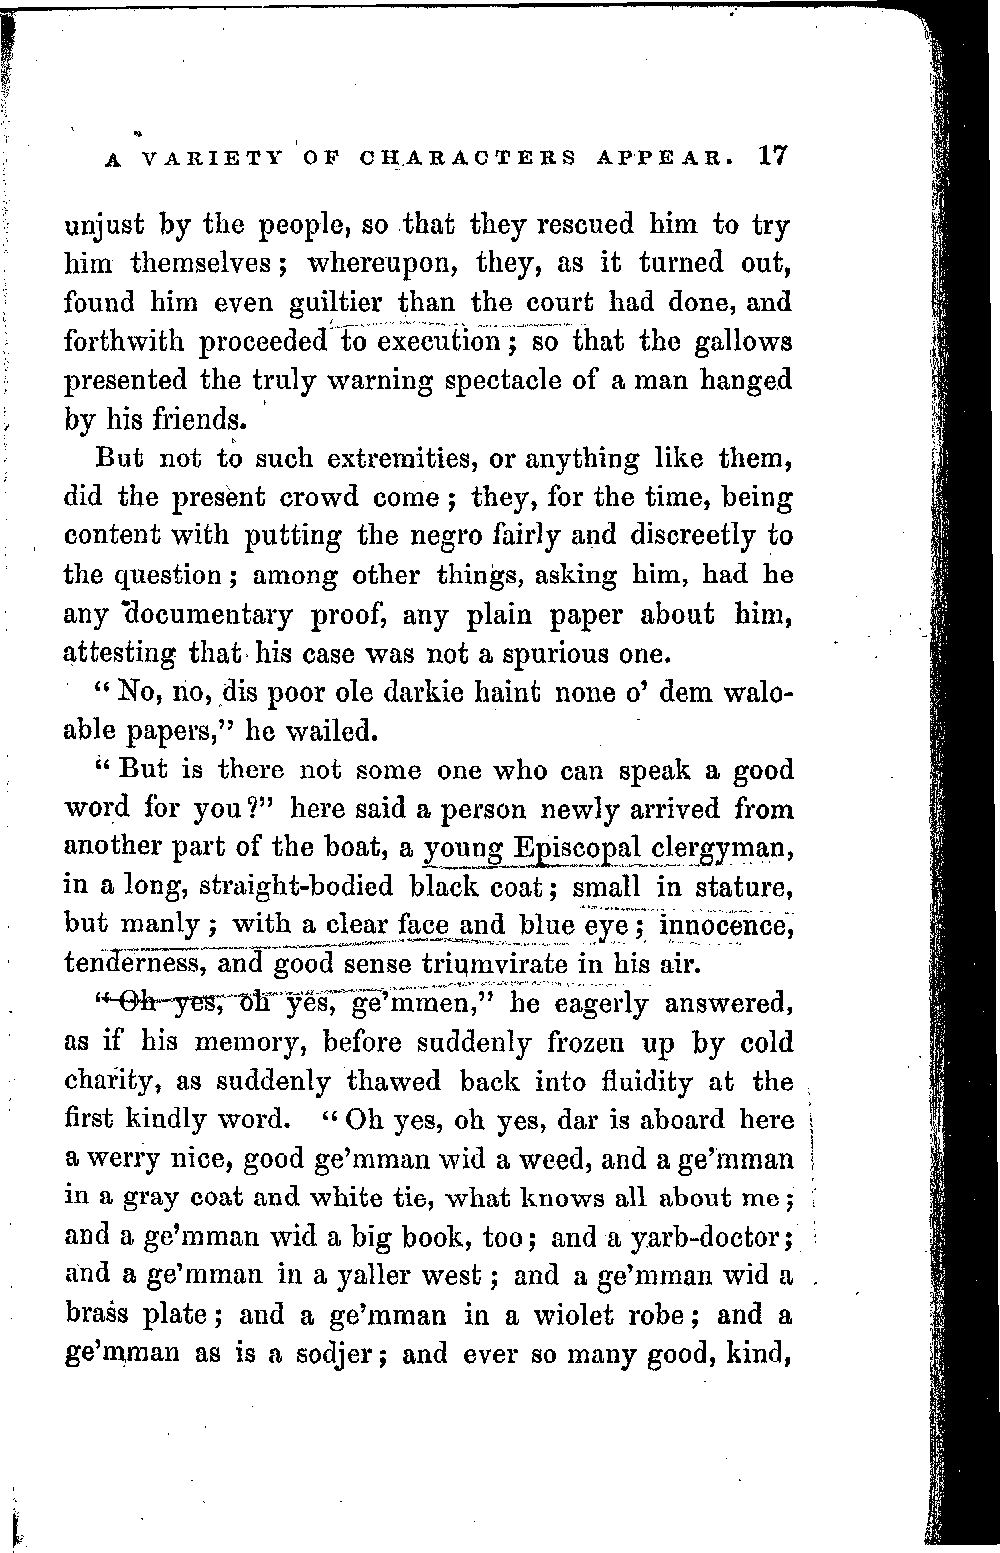 A VARIETY OF CHARACTERS APPEAR. 17
unjust by the people, so that they rescued him to try
him themselves; whereupon, they, as it turned out,
found him even guiltier than the court had done, and
forthwith proceeded to execution; so that the gallows
presented the truly warning spectacle of a man hanged
by his friends.
But not to such extremities, or anything like them,
did the present crowd come; they, for the time, being
content with putting the negro fairly and discreetly to
the question; among other things, asking him, had he
any documentary proof, any plain paper about him,
attesting that his case was not a spurious one.
“No, no, dis poor ole darkie haint none o’ dem walo-
able papers,” he wailed.
“But is there not some one who can speak a good
word for you?” here said a person newly arrived from
another part of the boat, a young Episcopal clergyman,
in a long, straight-bodied black coat; small in stature,
but manly; with a clear face and blue eye; innocence,
tenderness, and good sense triumvirate in his air.
“Oh yes, oh yes, ge’mmen,” he eagerly answered,
as if his memory, before suddenly frozen up by cold
charity, as suddenly thawed back into fluidity at the
first kindly word. “Oh yes, oh yes, dar is aboard here
a werry nice, good ge’mman wid a weed, and a ge’mman
in a gray coat and white tie, what knows all about me;
and a ge’mman wid a big book, too; and a yarb-doctor;
and a ge’mman in a yaller west; and a ge’mman wid a
brass plate; and a ge’mman in a wiolet robe; and a
ge’mman as is a sodjer; and ever so many good, kind,